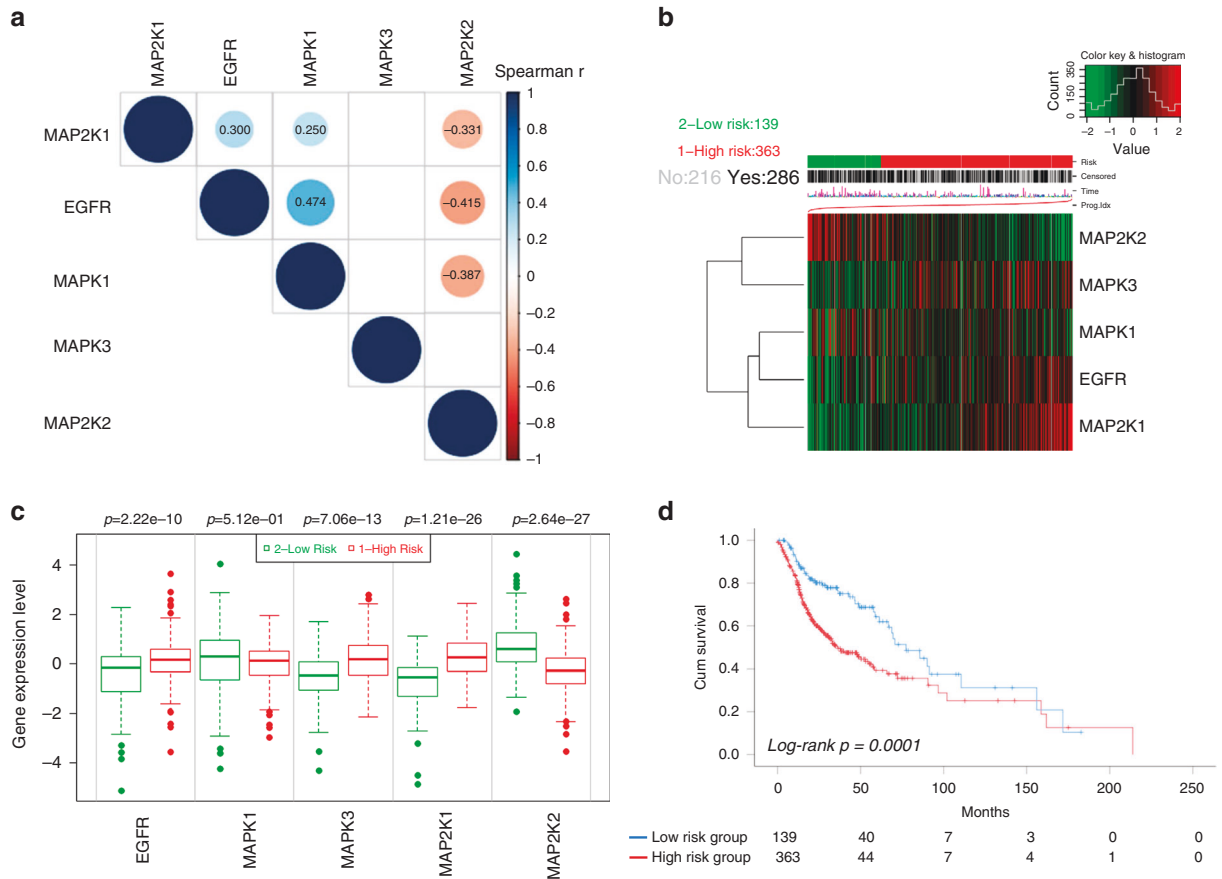 a
MAP2K1
EGFR
MAPK1
MAPK3
MAP2K2
Spearman r
MAP2K1
EGFR
MAPK1
MAPK3
MAP2K2
0.300
0.250
−0.331
0.474
−0.415
−0.387
1
0.8
0.6
0.4
0.2
0
−0.2
−0.4
−0.6
−0.8
−1
b
Color key & histogram
Count
0 150 350
−2 −1 0 1 2
Value
2−Low risk:139
1−High risk:363
No:216 Yes:286
Risk
Censored
Time
Prog.Idx
MAP2K2
MAPK3
MAPK1
EGFR
MAP2K1
c
p=2.22e−10 p=5.12e−01 p=7.06e−13 p=1.21e−26 p=2.64e−27
2−Low Risk 1−High Risk
Gene expression level
4
2
0
−2
−4
EGFR
MAPK1
MAPK3
MAP2K1
MAP2K2
d
Cum survival
1.0
0.8
0.6
0.4
0.2
0.0
Log-rank p = 0.0001
0 50 100 150 200 250
Months
Low risk group 139 40 7 3 0 0
High risk group 363 44 7 4 1 0